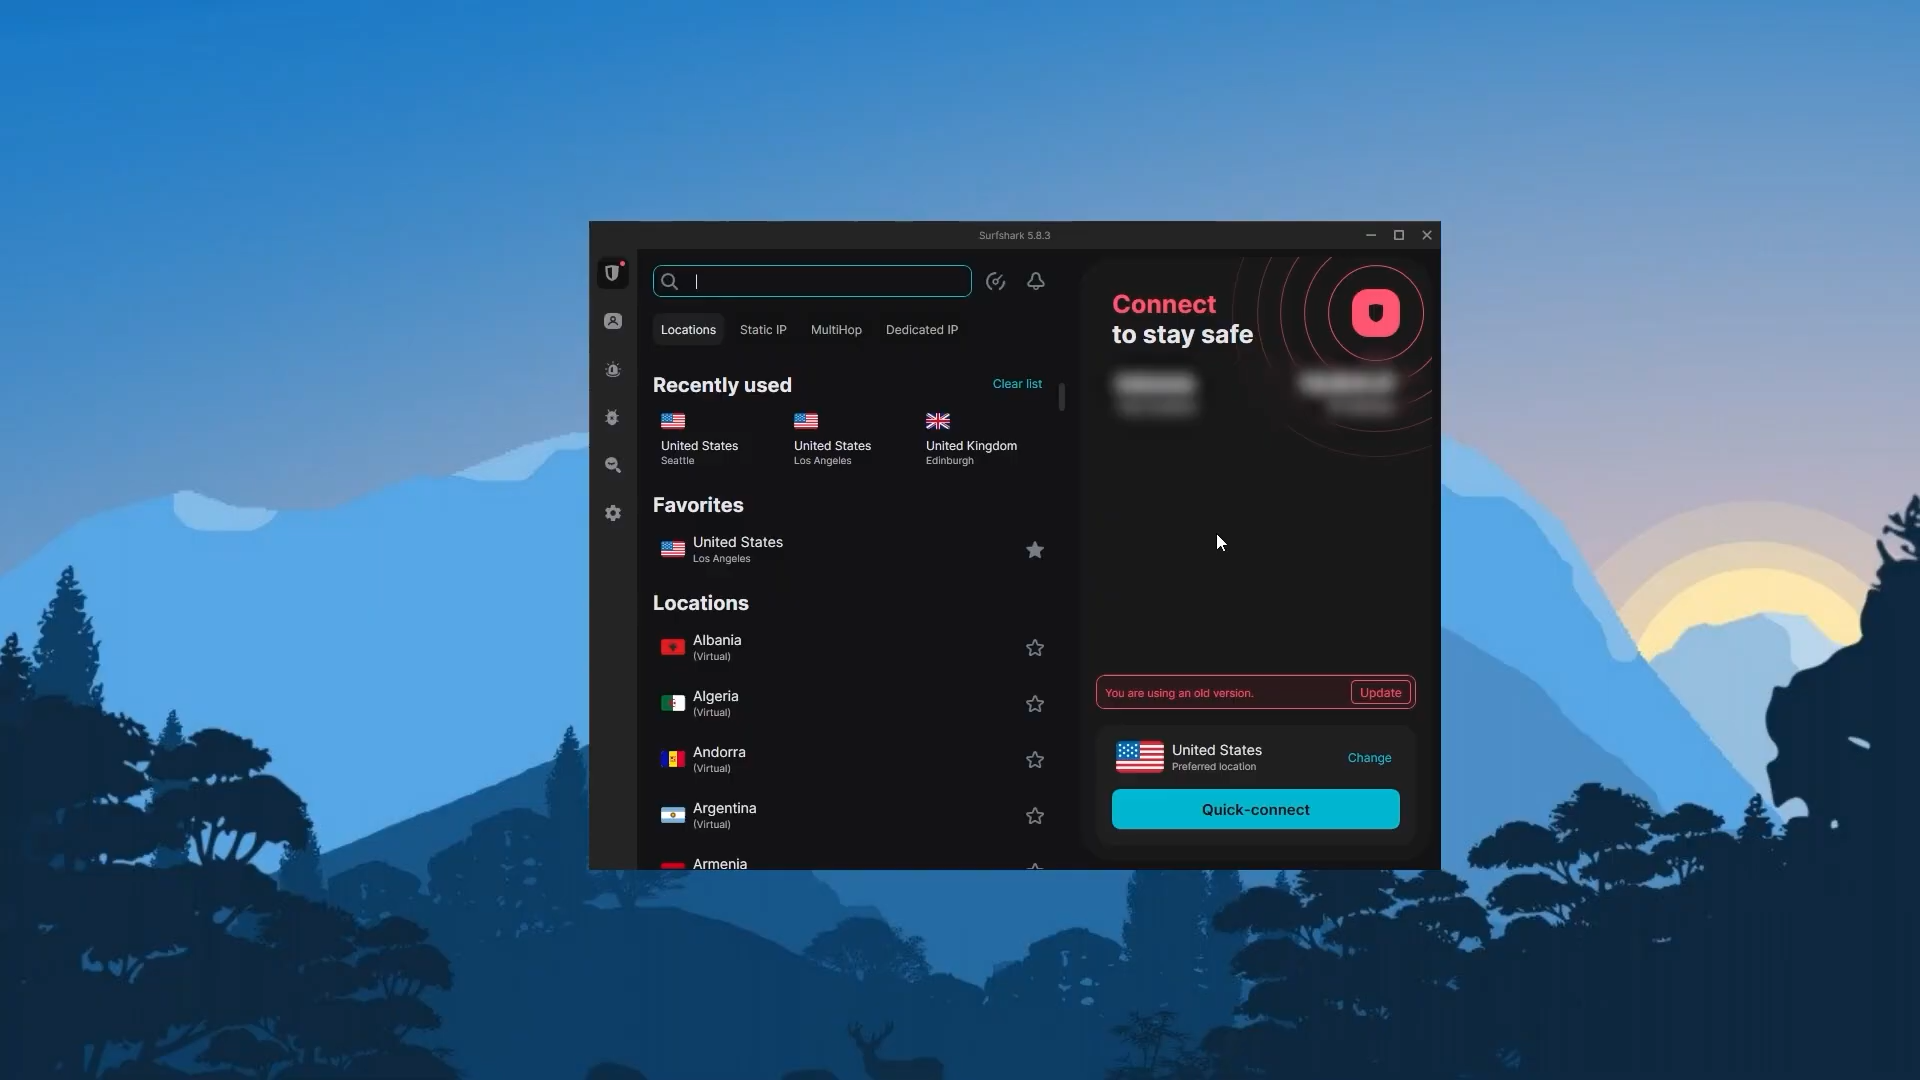 Surfshark 5.8.3
Locations
Static IP
MultiHop
Dedicated IP
Recently used
Clear list
United States
Seattle
United States
Los Angeles
United Kingdom
Edinburgh
Favorites
United States
Los Angeles
Locations
Albania
(Virtual)
Algeria
(Virtual)
Andorra
(Virtual)
Argentina
(Virtual)
Armenia
Connect
to stay safe
You are using an old version.
Update
United States
Preferred location
Change
Quick-connect